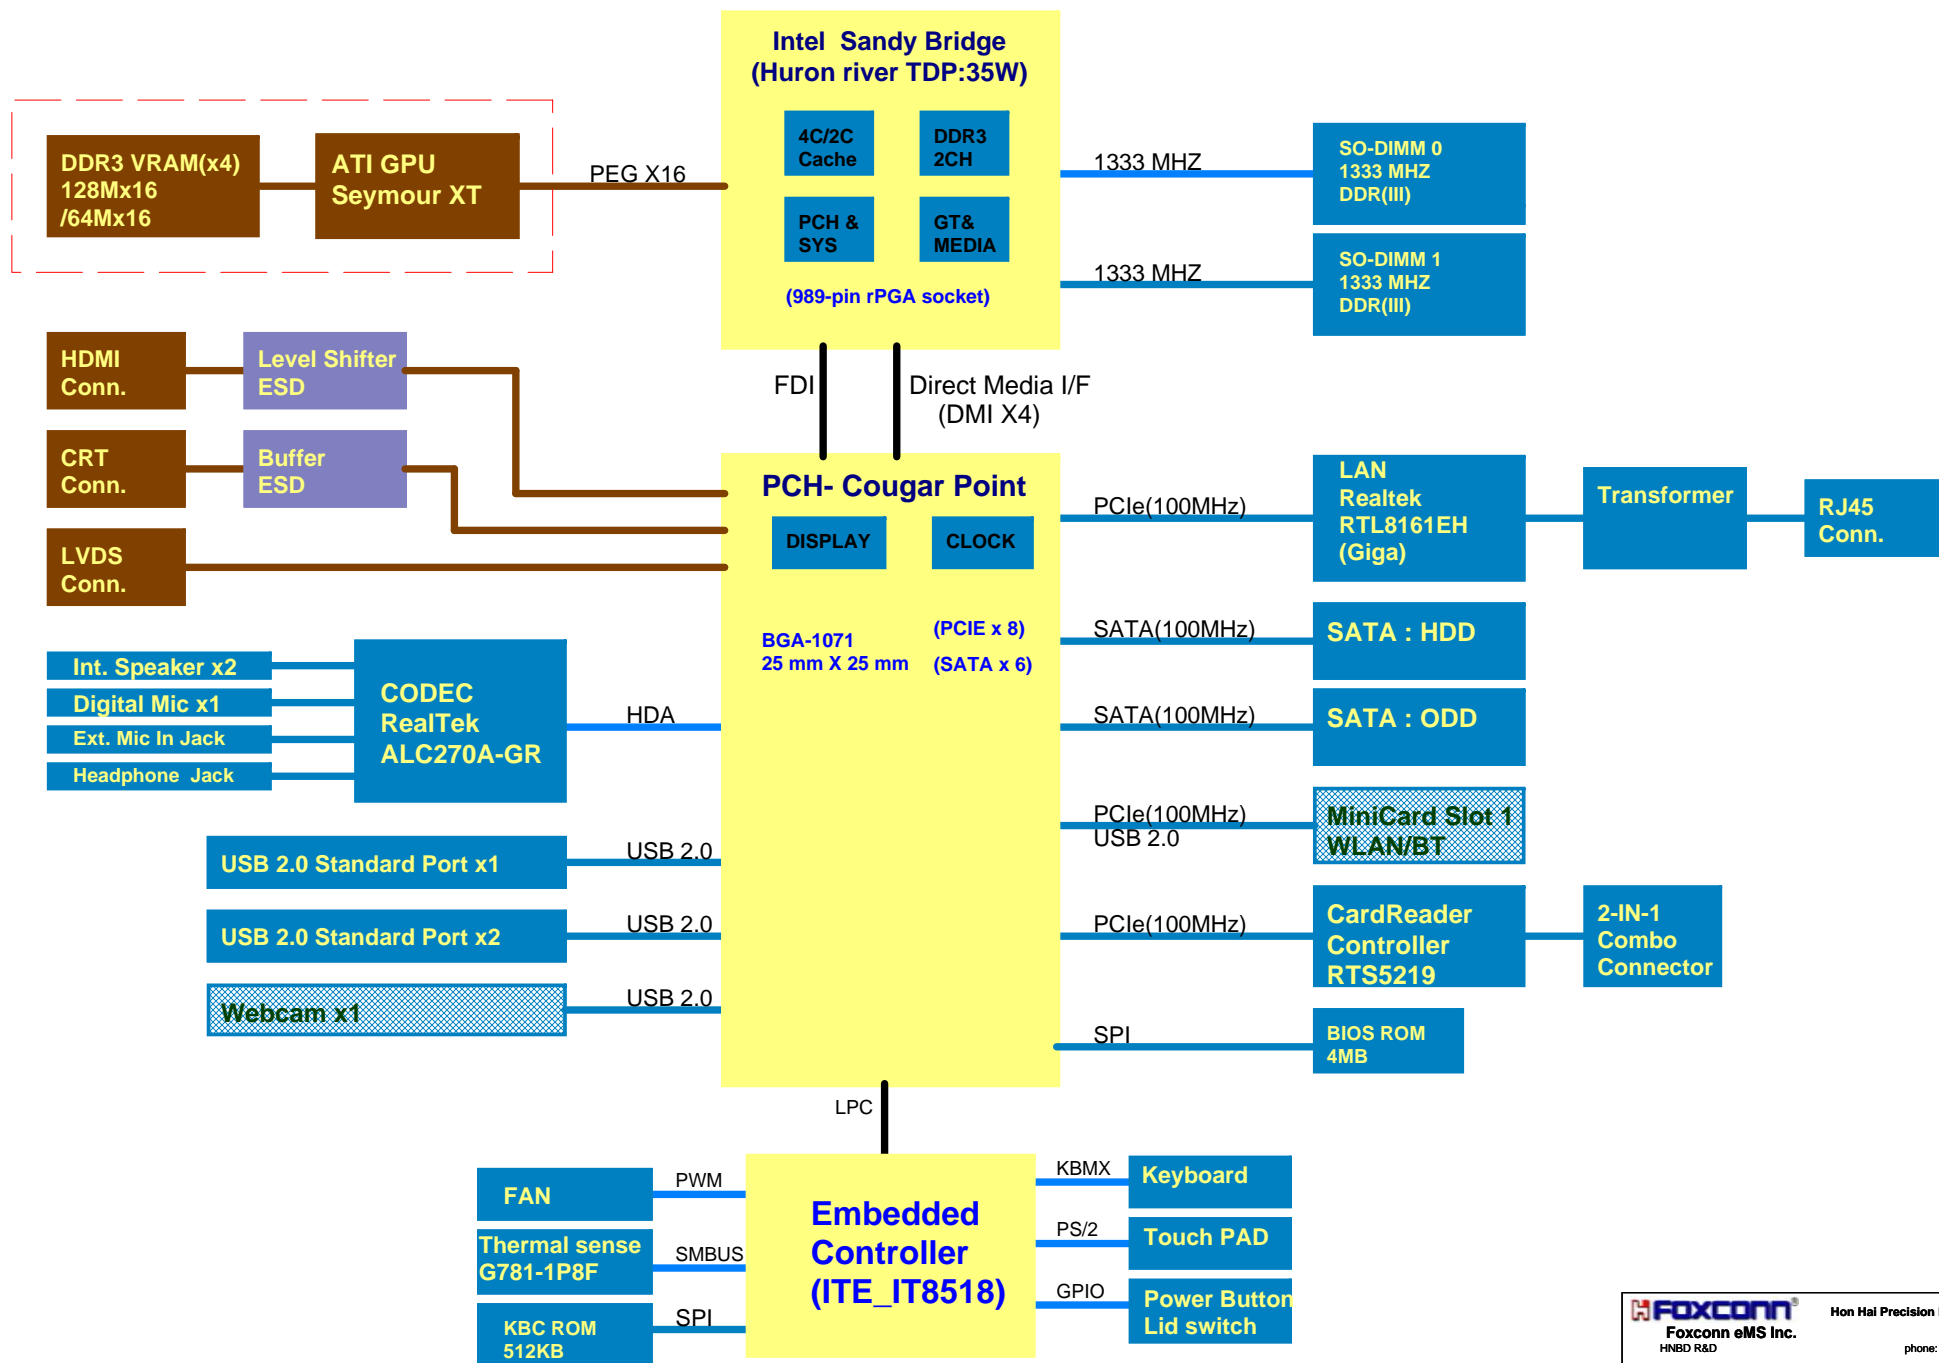 Intel Sandy Bridge
(Huron river TDP:35W)
4C/2C
Cache
DDR3
2CH
PCH &
SYS
GT&
MEDIA
(989-pin rPGA socket)
DDR3 VRAM(x4)
128Mx16
/64Mx16
ATI GPU
Seymour XT
PEG X16
1333 MHZ
SO-DIMM 0
1333 MHZ
DDR(III)
1333 MHZ
SO-DIMM 1
1333 MHZ
DDR(III)
HDMI
Conn.
Level Shifter
ESD
FDI
Direct Media I/F
(DMI X4)
CRT
Conn.
Buffer
ESD
LVDS
Conn.
PCH- Cougar Point
DISPLAY
CLOCK
BGA-1071
25 mm X 25 mm
(PCIE x 8)
(SATA x 6)
PCIe(100MHz)
LAN
Realtek
RTL8161EH
(Giga)
Transformer
RJ45
Conn.
SATA(100MHz)
SATA : HDD
SATA(100MHz)
SATA : ODD
Int. Speaker x2
Digital Mic x1
Ext. Mic In Jack
Headphone Jack
CODEC
RealTek
ALC270A-GR
HDA
PCIe(100MHz)
USB 2.0
MiniCard Slot 1
WLAN/BT
USB 2.0 Standard Port x1
USB 2.0
USB 2.0 Standard Port x2
USB 2.0
Webcam x1
USB 2.0
PCIe(100MHz)
CardReader
Controller
RTS5219
2-IN-1
Combo
Connector
SPI
BIOS ROM
4MB
LPC
FAN
PWM
Thermal sense
G781-1P8F
SMBUS
KBC ROM
512KB
SPI
Embedded
Controller
(ITE_IT8518)
KBMX
Keyboard
PS/2
Touch PAD
GPIO
Power Button
Lid switch
FOXCONN®
Hon Hai Precision
Foxconn eMS Inc.
HNBD R&D
phone: